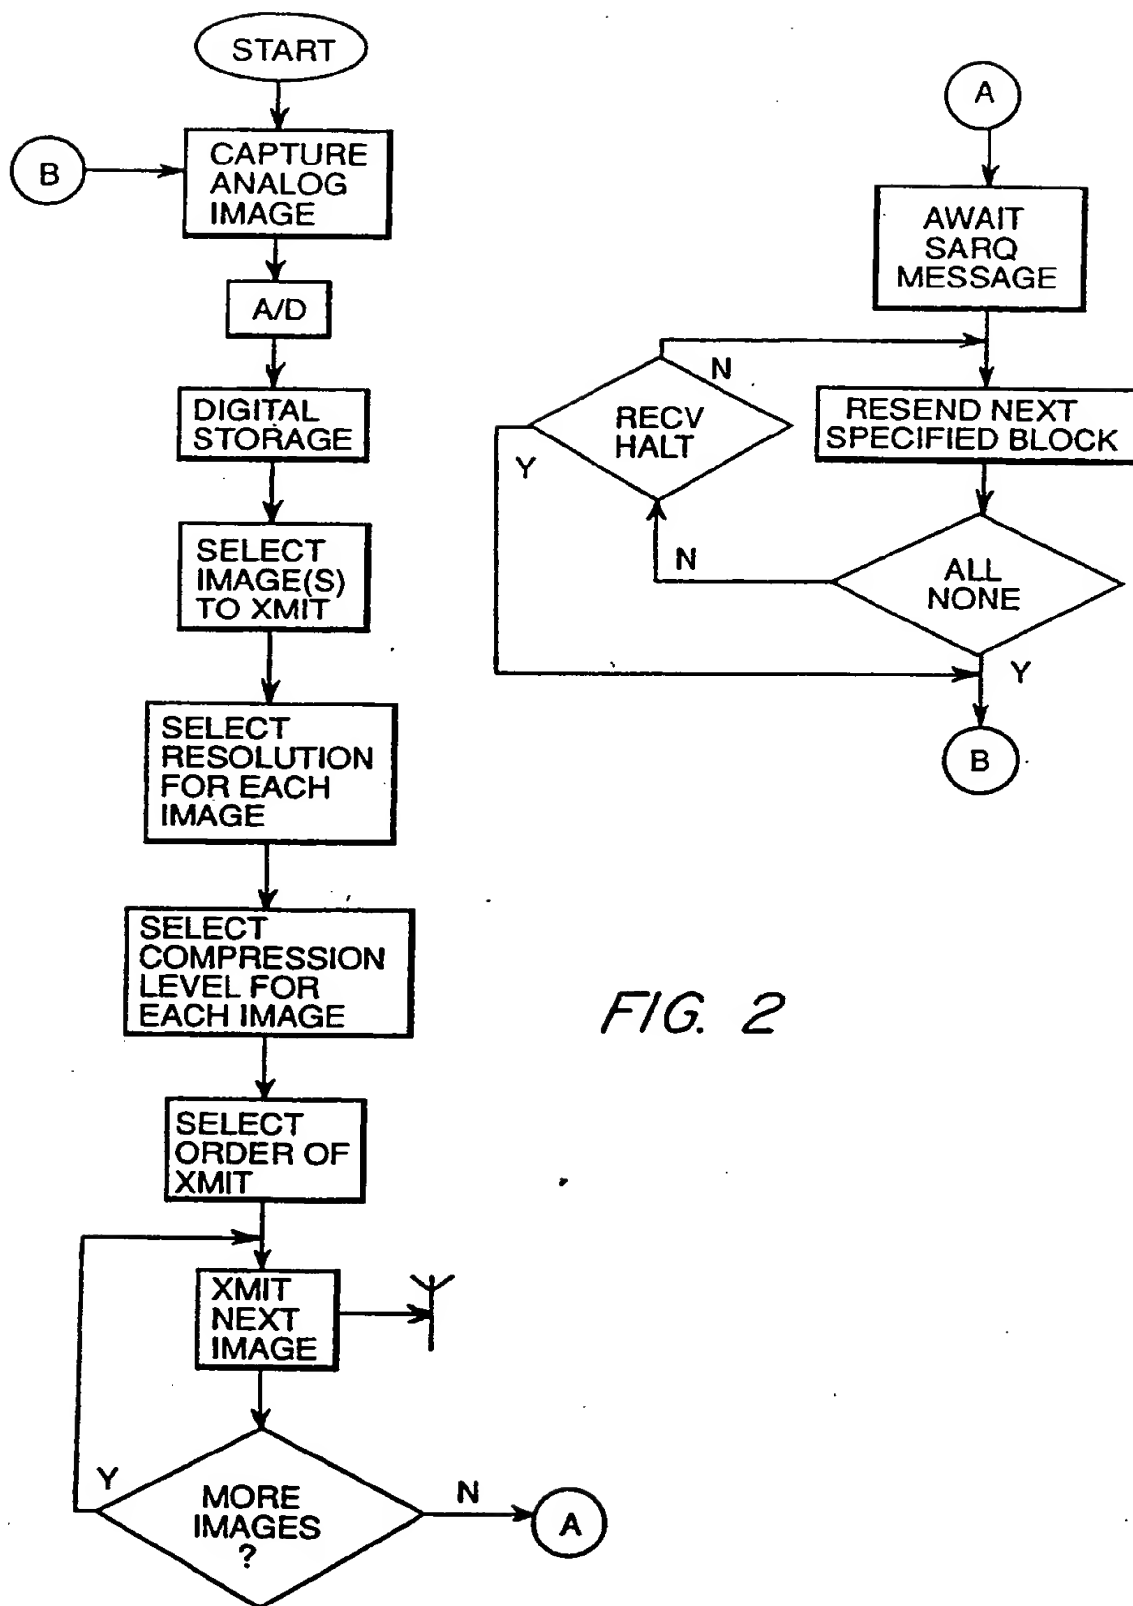 START
B
CAPTURE
ANALOG
IMAGE
A/D
DIGITAL
STORAGE
SELECT
IMAGE(S)
TO XMIT
SELECT
RESOLUTION
FOR EACH
IMAGE
SELECT
COMPRESSION
LEVEL FOR
EACH IMAGE
SELECT
ORDER OF
XMIT
XMIT
NEXT
IMAGE
Y
MORE
IMAGES
?
N
A
A
AWAIT
SARQ
MESSAGE
N
RECV
HALT
Y
RESEND NEXT
SPECIFIED BLOCK
N
ALL
NONE
Y
B
FIG. 2